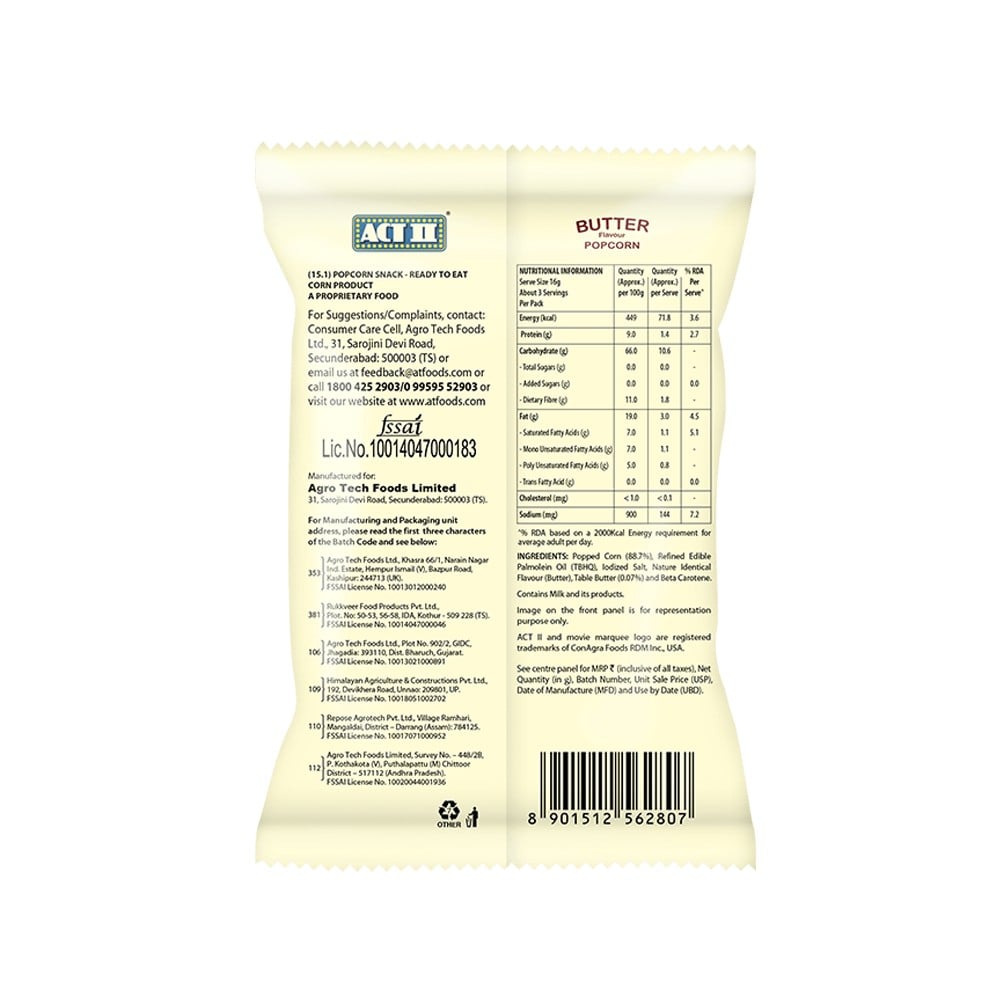 ACT II®
(15.1) POPCORN SNACK - READY TO EAT
CORN PRODUCT
A PROPRIETARY FOOD
For Suggestions/Complaints, contact:
Consumer Care Cell, Agro Tech Foods
Ltd., 31, Sarojini Devi Road,
Secunderabad: 500003 (TS) or
email us at feedback@atfoods.com or
call 1800 425 2903/0 99595 52903 or
visit our website at www.atfoods.com
fssai
Lic.No.10014047000183
Manufactured for:
Agro Tech Foods Limited
31, Sarojini Devi Road, Secunderabad: 500003 (TS).
For Manufacturing and Packaging unit
address, please read the first three characters
of the Batch Code and see below:
353 Agro Tech Foods Ltd., Khasra 66/1, Narain Nagar
Ind. Estate, Hempur Ismail (V), Bazpur Road,
Kashipur: 244713 (UK).
FSSAI License No. 10013012000240
381 Rukkveer Food Products Pvt. Ltd.,
Plot. No: 50-53, 56-58, IDA, Kothur - 509 228 (TS).
FSSAI License No. 10014047000046
106 Agro Tech Foods Ltd., Plot No. 902/2, GIDC,
Jhagadia: 393110, Dist. Bharuch, Gujarat.
FSSAI License No. 10013021000891
109 Himalayan Agriculture & Constructions Pvt. Ltd.,
192, Devikhera Road, Unnao: 209801, UP.
FSSAI License No. 10018051002702
110 Repose Agrotech Pvt. Ltd., Village Ramhari,
Mangaldai, District – Darrang (Assam): 784125.
FSSAI License No. 10017071000952
112 Agro Tech Foods Limited, Survey No. – 448/2B,
P. Kothakota (V), Puthalapattu (M) Chittoor
District – 517112 (Andhra Pradesh).
FSSAI License No. 10020044001936
7
OTHER
BUTTER
Flavour
POPCORN
NUTRITIONAL INFORMATION Quantity Quantity % RDA
Serve Size 16g (Approx.) (Approx.) Per
About 3 Servings per 100g per Serve Serve^
Per Pack
Energy (kcal) 449 71.8 3.6
Protein (g) 9.0 1.4 2.7
Carbohydrate (g) 66.0 10.6 -
- Total Sugars (g) 0.0 0.0 -
- Added Sugars (g) 0.0 0.0 0.0
- Dietary Fibre (g) 11.0 1.8 -
Fat (g) 19.0 3.0 4.5
- Saturated Fatty Acids (g) 7.0 1.1 5.1
- Mono Unsaturated Fatty Acids (g) 7.0 1.1 -
- Poly Unsaturated Fatty Acids (g) 5.0 0.8 -
- Trans Fatty Acid (g) 0.0 0.0 0.0
Cholesterol (mg) < 1.0 < 0.1 -
Sodium (mg) 900 144 7.2
^% RDA based on a 2000Kcal Energy requirement for
average adult per day.
INGREDIENTS: Popped Corn (88.7%), Refined Edible
Palmolein Oil (TBHQ), Iodized Salt, Nature Identical
Flavour (Butter), Table Butter (0.07%) and Beta Carotene.
Contains Milk and its products.
Image on the front panel is for representation
purpose only.
ACT II and movie marquee logo are registered
trademarks of ConAgra Foods RDM Inc., USA.
See centre panel for MRP ₹ (inclusive of all taxes), Net
Quantity (in g), Batch Number, Unit Sale Price (USP),
Date of Manufacture (MFD) and Use by Date (UBD).
8 901512 562807